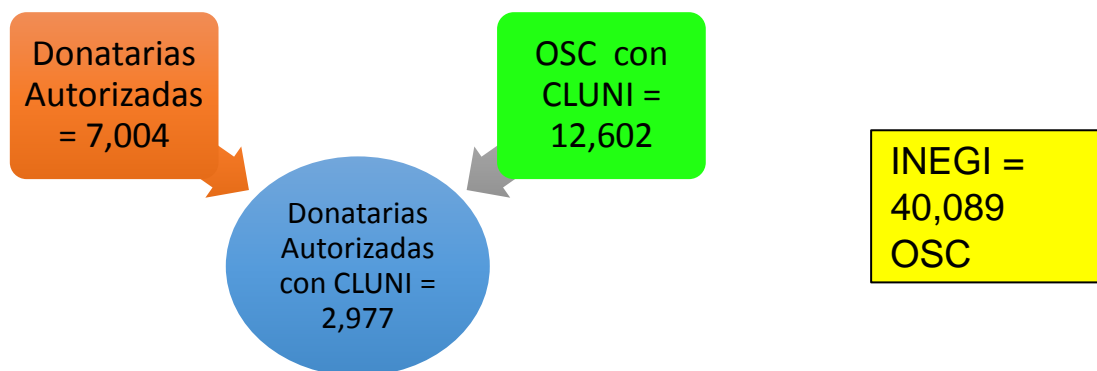 Donatarias
Autorizadas
= 7,004
OSC con
CLUNI =
12,602
Donatarias
Autorizadas
con CLUNI =
2,977
INEGI =
40,089
OSC